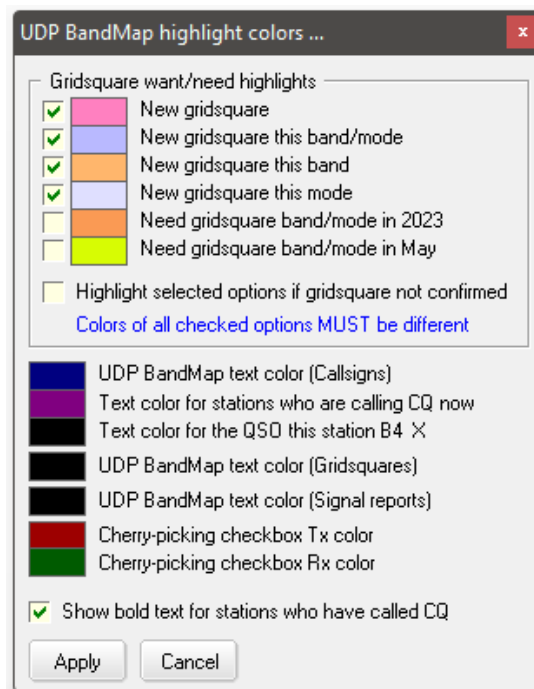 UDP BandMap highlight colors ...
x
Gridsquare want/need highlights
New gridsquare
New gridsquare this band/mode
New gridsquare this band
New gridsquare this mode
Need gridsquare band/mode in 2023
Need gridsquare band/mode in May
Highlight selected options if gridsquare not confirmed
Colors of all checked options MUST be different
UDP BandMap text color (Callsigns)
Text color for stations who are calling CQ now
Text color for the QSO this station B4 X
UDP BandMap text color (Gridsquares)
UDP BandMap text color (Signal reports)
Cherry-picking checkbox Tx color
Cherry-picking checkbox Rx color
Show bold text for stations who have called CQ
Apply Cancel